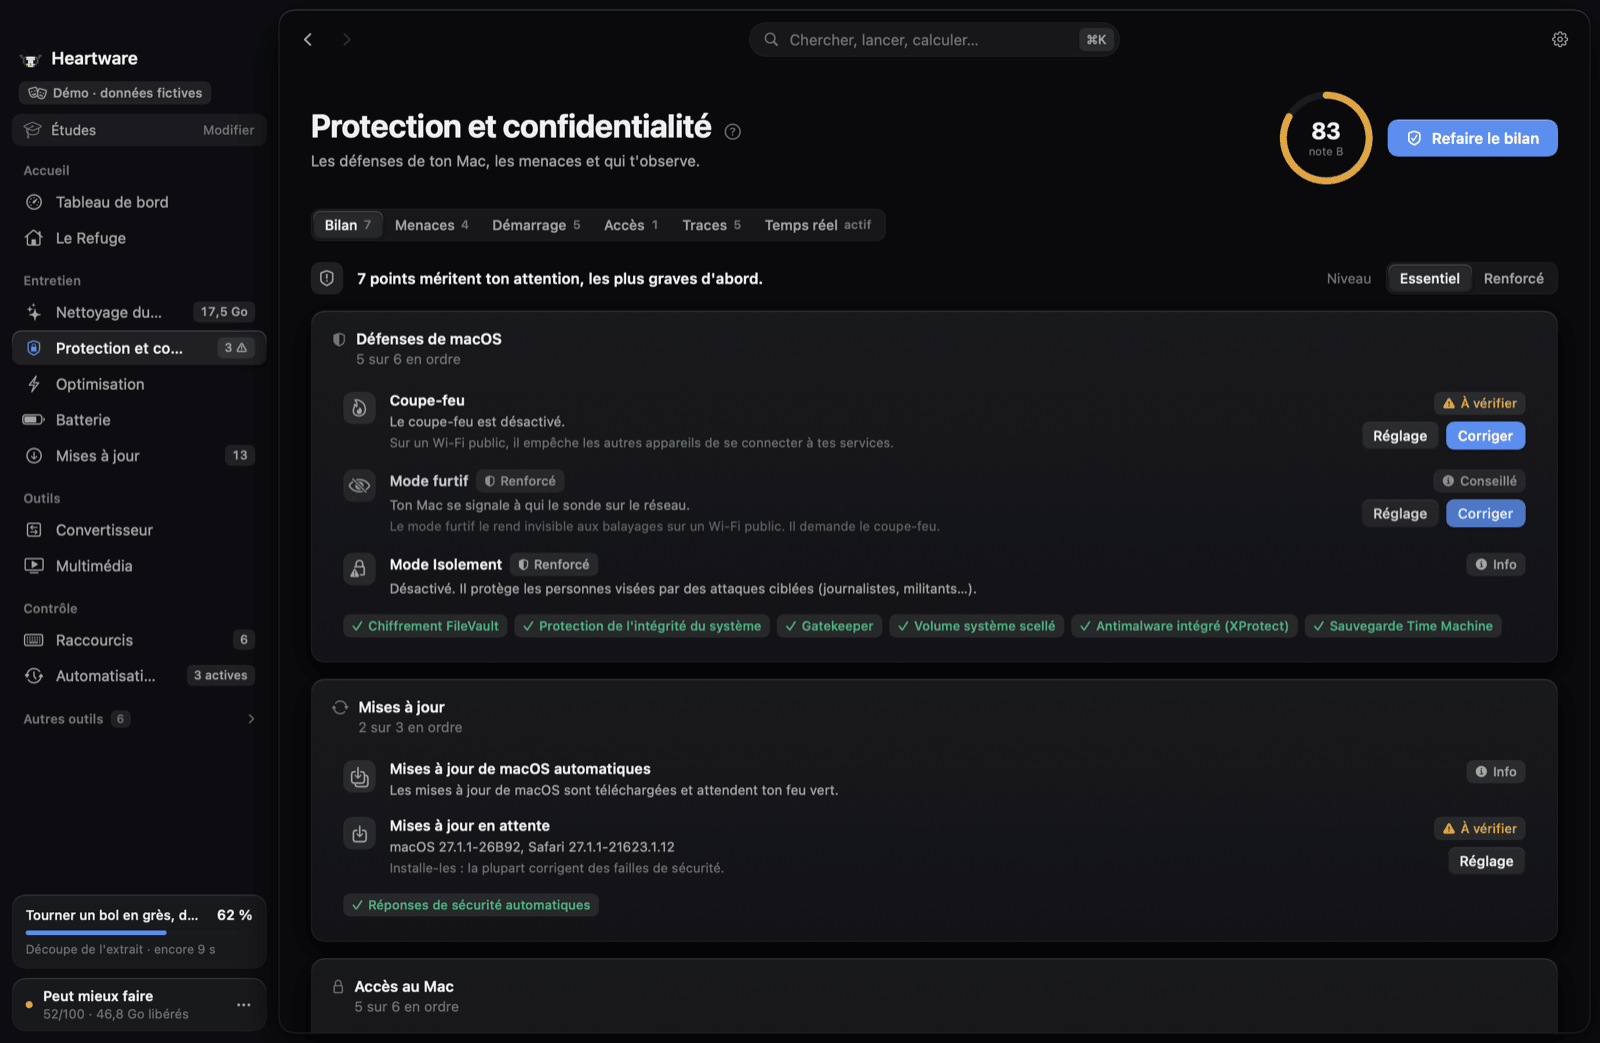 Heartware
Démo · données fictives
Études Modifier
Accueil
Tableau de bord
Le Refuge
Entretien
Nettoyage du... 17,5 Go
Protection et co... 3
Optimisation
Batterie
Mises à jour 13
Outils
Convertisseur
Multimédia
Contrôle
Raccourcis 6
Automatisati... 3 actives
Autres outils 6
Tourner un bol en grès, d... 62 %
Découpe de l'extrait · encore 9 s
Peut mieux faire
52/100 · 46,8 Go libérés
Chercher, lancer, calculer... ⌘K
Protection et confidentialité ?
Les défenses de ton Mac, les menaces et qui t'observe.
83
note B
Refaire le bilan
Bilan 7 Menaces 4 Démarrage 5 Accès 1 Traces 5 Temps réel actif
7 points méritent ton attention, les plus graves d'abord.
Niveau Essentiel Renforcé
Défenses de macOS
5 sur 6 en ordre
Coupe-feu
À vérifier
Le coupe-feu est désactivé.
Sur un Wi-Fi public, il empêche les autres appareils de se connecter à tes services.
Réglage Corriger
Mode furtif Renforcé
Conseillé
Ton Mac se signale à qui le sonde sur le réseau.
Le mode furtif le rend invisible aux balayages sur un Wi-Fi public. Il demande le coupe-feu.
Réglage Corriger
Mode Isolement Renforcé
Info
Désactivé. Il protège les personnes visées par des attaques ciblées (journalistes, militants...).
✓ Chiffrement FileVault ✓ Protection de l'intégrité du système ✓ Gatekeeper ✓ Volume système scellé ✓ Antimalware intégré (XProtect) ✓ Sauvegarde Time Machine
Mises à jour
2 sur 3 en ordre
Mises à jour de macOS automatiques
Info
Les mises à jour de macOS sont téléchargées et attendent ton feu vert.
Mises à jour en attente
À vérifier
macOS 27.1.1-26B92, Safari 27.1.1-21623.1.12
Installe-les : la plupart corrigent des failles de sécurité.
Réglage
✓ Réponses de sécurité automatiques
Accès au Mac
5 sur 6 en ordre